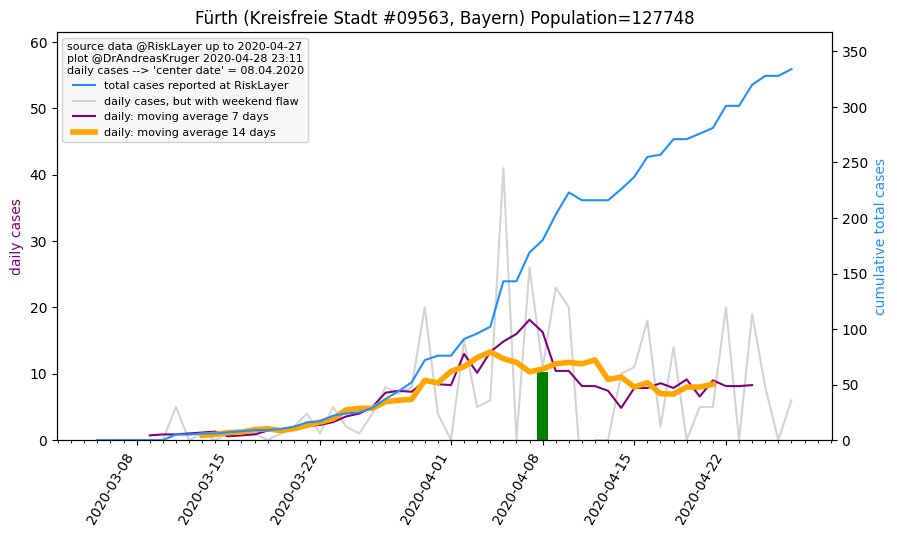 Fürth (Kreisfreie Stadt #09563, Bayern) Population=127748
source data @RiskLayer up to 2020-04-27
plot @DrAndreasKruger 2020-04-28 23:11
daily cases --> 'center date' = 08.04.2020
total cases reported at RiskLayer
daily cases, but with weekend flaw
daily: moving average 7 days
daily: moving average 14 days
daily cases
60
50
40
30
20
10
0
cumulative total cases
350
300
250
200
150
100
50
0
2020-03-08
2020-03-15
2020-03-22
2020-04-01
2020-04-08
2020-04-15
2020-04-22